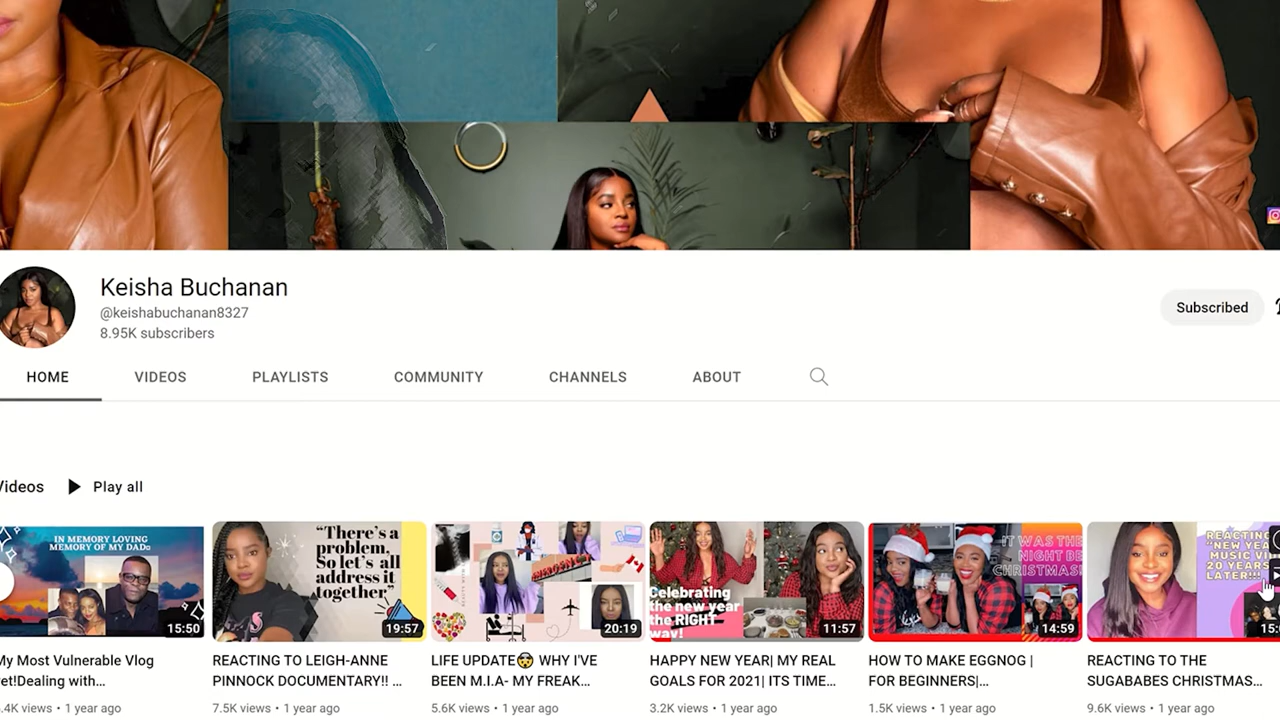 Keisha Buchanan
@keishabuchanan8327
8.95K subscribers
Subscribed
HOME VIDEOS PLAYLISTS COMMUNITY CHANNELS ABOUT
Videos Play all
IN MEMORY LOVING
MEMORY OF MY DAD
15:50
"There's a
problem,
So let's all
address it
together"
19:57
20:19
Celebrating
the new year
the RIGHT
way!
11:57
IT WAS THE
NIGHT BE
CHRISTMAS
14:59
REACTING
"NEW YEA
MUSIC VI
20 YEARS
LATER!!!
15:
My Most Vulnerable Vlog
yet!Dealing with...
.4K views • 1 year ago
REACTING TO LEIGH-ANNE
PINNOCK DOCUMENTARY!! ...
7.5K views • 1 year ago
LIFE UPDATE😨 WHY I'VE
BEEN M.I.A- MY FREAK...
5.6K views • 1 year ago
HAPPY NEW YEAR| MY REAL
GOALS FOR 2021| ITS TIME...
3.2K views • 1 year ago
HOW TO MAKE EGGNOG |
FOR BEGINNERS|...
1.5K views • 1 year ago
REACTING TO THE
SUGABABES CHRISTMAS...
9.6K views • 1 year ago